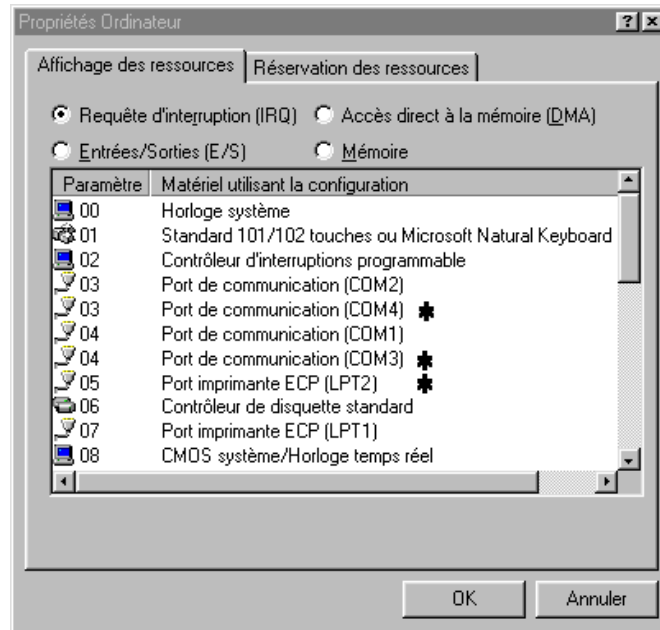 Propriétés Ordinateur
Affichage des ressources Réservation des ressources
Requête d'interruption (IRQ) Accès direct à la mémoire (DMA)
Entrées/Sorties (E/S) Mémoire
Paramètre Matériel utilisant la configuration
00 Horloge système
01 Standard 101/102 touches ou Microsoft Natural Keyboard
02 Contrôleur d'interruptions programmable
03 Port de communication (COM2)
03 Port de communication (COM4) *
04 Port de communication (COM1)
04 Port de communication (COM3) *
05 Port imprimante ECP (LPT2) *
06 Contrôleur de disquette standard
07 Port imprimante ECP (LPT1)
08 CMOS système/Horloge temps réel
OK Annuler